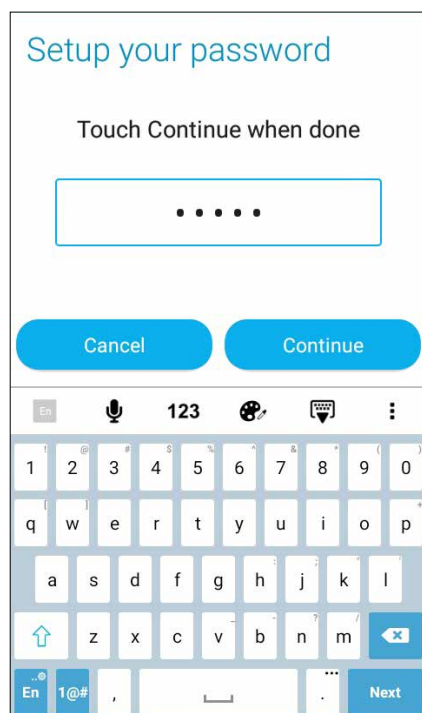 Setup your password
Touch Continue when done
•••••
Cancel Continue
En 123
! @ # $ % ^ & * ( )
1 2 3 4 5 6 7 8 9 0
[ ] +
q w e r t y u i o p
: ;
a s d f g h j k l
_ - ? /
z x c v b n m
En 1@# , . Next